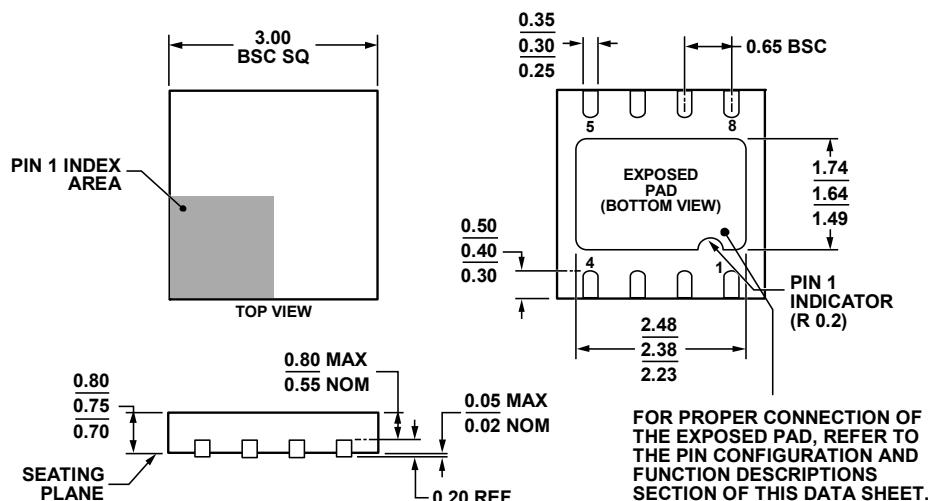 3.00
BSC SQ
PIN 1 INDEX
AREA
TOP VIEW
0.35
0.30
0.25
0.65 BSC
5
8
EXPOSED
PAD
(BOTTOM VIEW)
4
1
1.74
1.64
1.49
0.50
0.40
0.30
PIN 1
INDICATOR
(R 0.2)
2.48
2.38
2.23
0.80
0.75
0.70
0.80 MAX
0.55 NOM
0.05 MAX
0.02 NOM
SEATING
PLANE
0.20 REF
FOR PROPER CONNECTION OF
THE EXPOSED PAD, REFER TO
THE PIN CONFIGURATION AND
FUNCTION DESCRIPTIONS
SECTION OF THIS DATA SHEET.